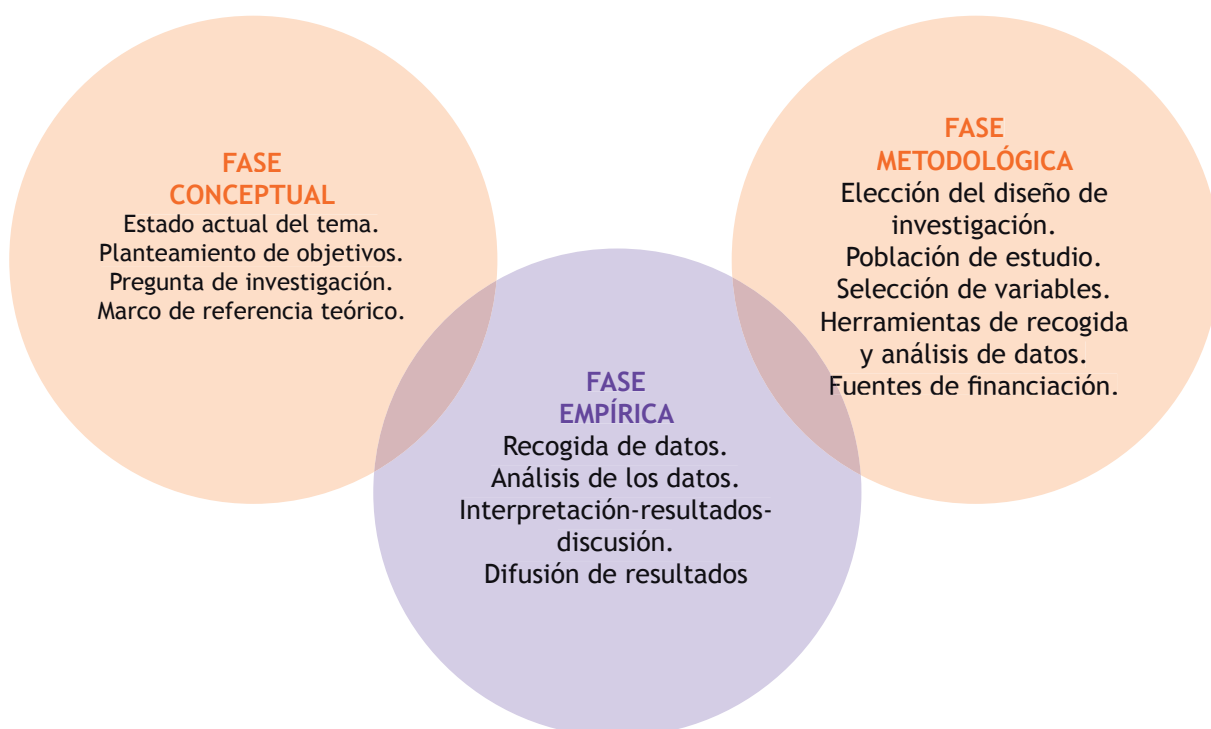 FASE
CONCEPTUAL
Estado actual del tema.
Planteamiento de objetivos.
Pregunta de investigación.
Marco de referencia teórico.
FASE
METODOLÓGICA
Elección del diseño de
investigación.
Población de estudio.
Selección de variables.
Herramientas de recogida
y análisis de datos.
Fuentes de financiación.
FASE
EMPÍRICA
Recogida de datos.
Análisis de los datos.
Interpretación-resultados-
discusión.
Difusión de resultados